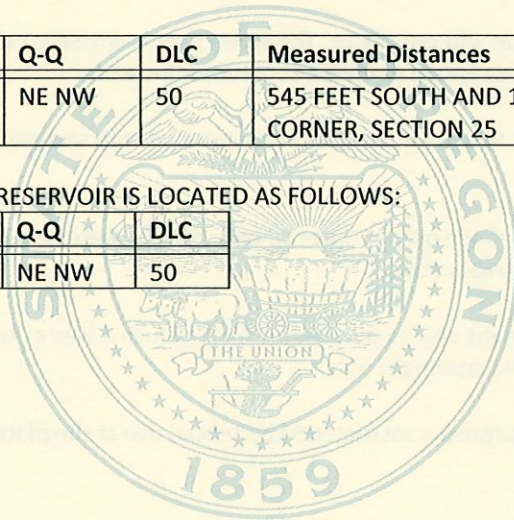 Q-Q DLC Measured Distances
NE NW 50 545 FEET SOUTH AND 1
CORNER, SECTION 25
RESERVOIR IS LOCATED AS FOLLOWS:
Q-Q DLC
NE NW 50
STATE OF OREGON
THE UNION
1859